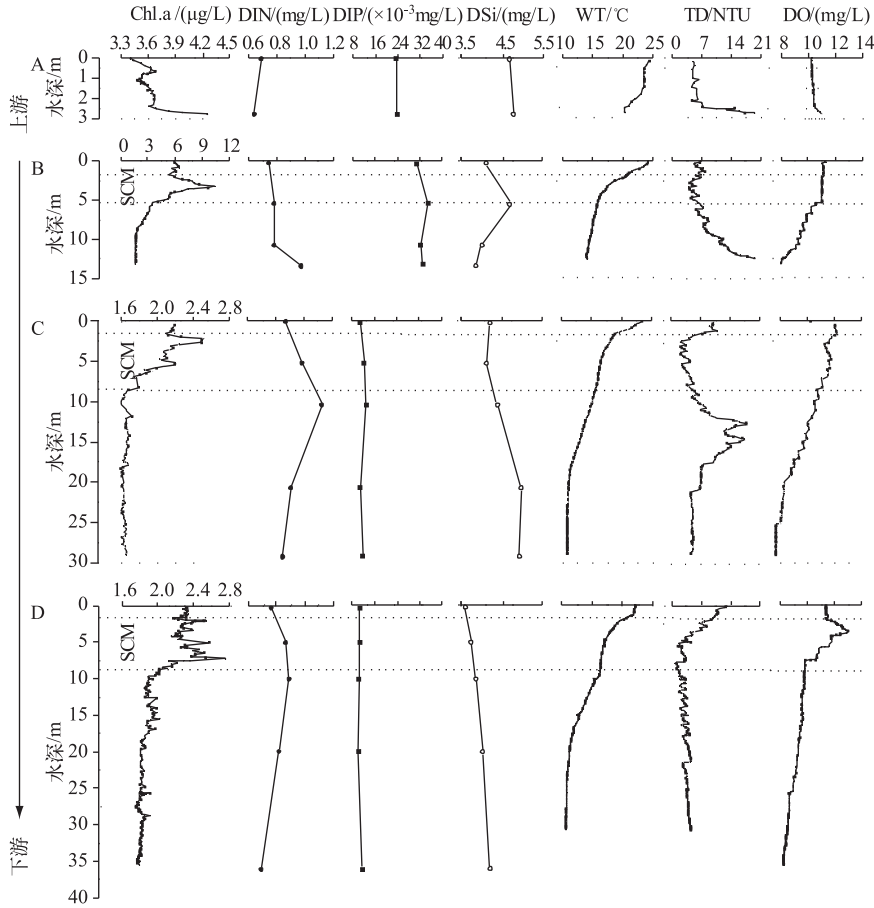 Chl.a /(μg/L) DIN/(mg/L) DIP/(×10⁻³mg/L) DSi/(mg/L) WT/℃ TD/NTU DO/(mg/L)
3.3 3.6 3.9 4.2 4.5 0.6 0.8 1.0 1.2 8 16 24 32 40 3.5 4.5 5.5 10 15 20 25 0 7 14 21 8 10 12 14
A
上游
水深/m
0
1
2
3
0 3 6 9 12
B
SCM
水深/m
0
5
10
15
1.6 2.0 2.4 2.8
C
SCM
水深/m
0
5
10
15
20
25
30
1.6 2.0 2.4 2.8
D
SCM
水深/m
0
5
10
15
20
25
30
35
40
下游